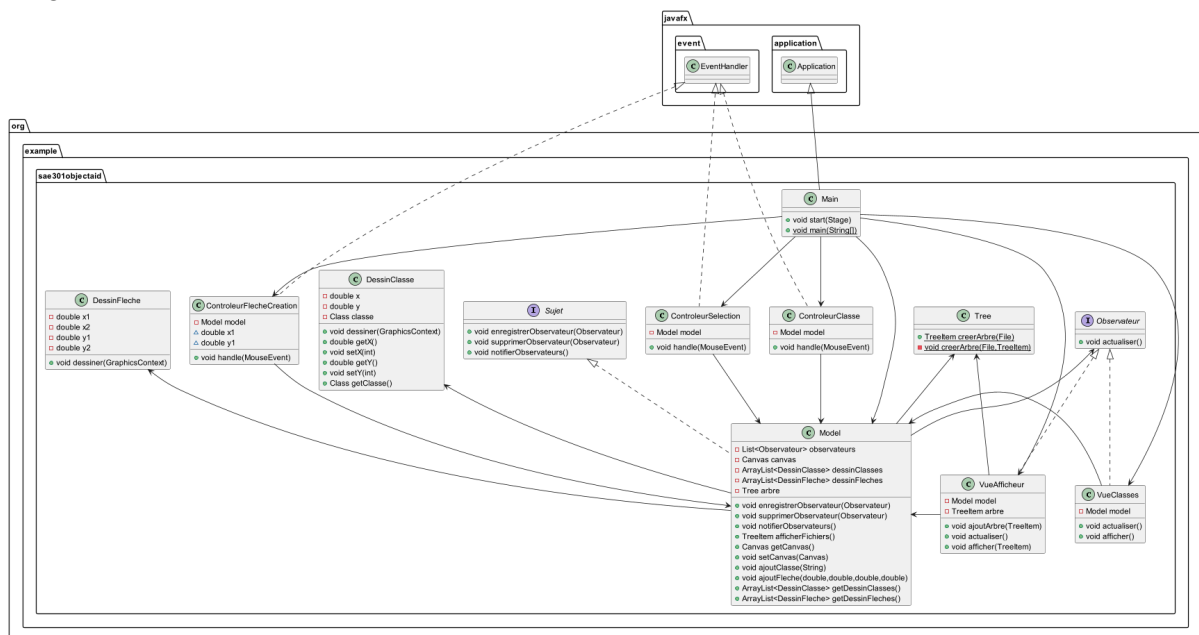 javafx
event
application
C EventHandler
C Application
org
example
sae301objectaid
C Main
void start(Stage)
void main(String[])
C DessinFleche
double x1
double x2
double y1
double y2
void dessiner(GraphicsContext)
C ControleurFlecheCreation
Model model
double x1
double y1
void handle(MouseEvent)
C DessinClasse
double x
double y
Class classe
void dessiner(GraphicsContext)
double getX()
void setX(int)
double getY()
void setY(int)
Class getClasse()
I Sujet
void enregistrerObservateur(Observateur)
void supprimerObservateur(Observateur)
void notifierObservateurs()
C ControleurSelection
Model model
void handle(MouseEvent)
C ControleurClasse
Model model
void handle(MouseEvent)
C Tree
TreeItem creerArbre(File)
void creerArbre(File,TreeItem)
I Observateur
void actualiser()
C Model
List<Observateur> observateurs
Canvas canvas
ArrayList<DessinClasse> dessinClasses
ArrayList<DessinFleche> dessinFleches
Tree arbre
void enregistrerObservateur(Observateur)
void supprimerObservateur(Observateur)
void notifierObservateurs()
TreeItem afficherFichiers()
Canvas getCanvas()
void setCanvas(Canvas)
void ajoutClasse(String)
void ajoutFleche(double,double,double,double)
ArrayList<DessinClasse> getDessinClasses()
ArrayList<DessinFleche> getDessinFleches()
C VueAfficheur
Model model
TreeItem arbre
void ajoutArbre(TreeItem)
void actualiser()
void afficher(TreeItem)
C VueClasses
Model model
void actualiser()
void afficher()